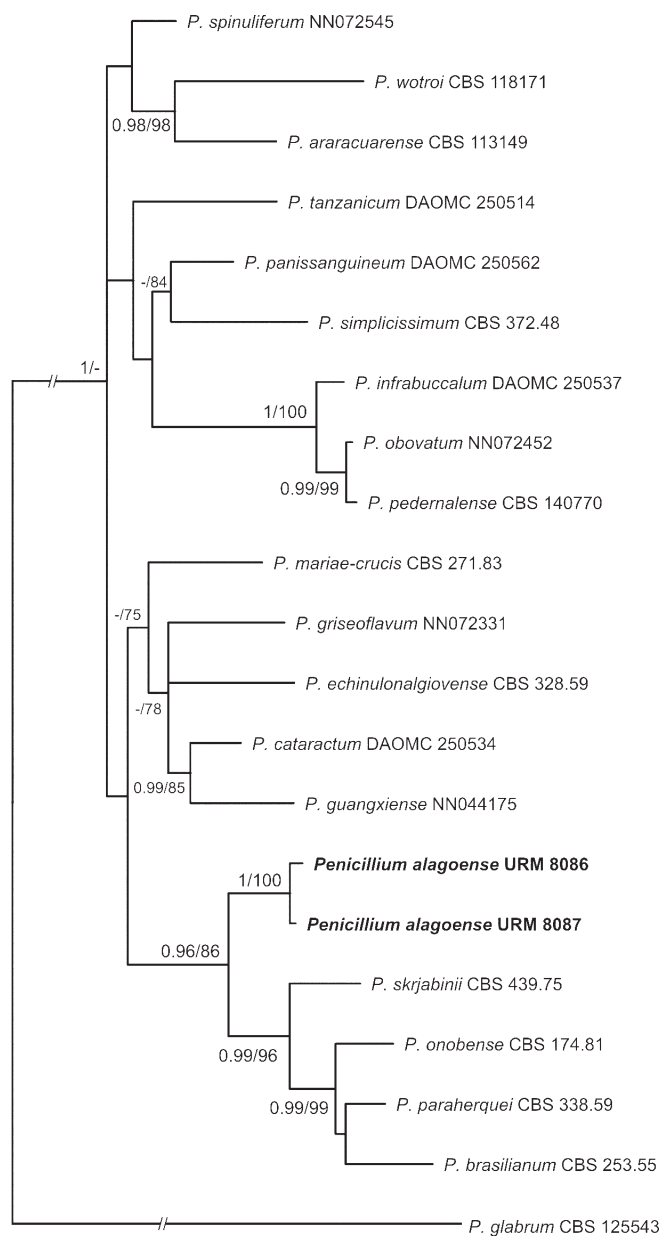 P. spinuliferum NN072545
P. wotroi CBS 118171
0.98/98
P. araracuarense CBS 113149
P. tanzanicum DAOMC 250514
P. panissanguineum DAOMC 250562
-/84
P. simplicissimum CBS 372.48
1/-
P. infrabuccalum DAOMC 250537
1/100
P. obovatum NN072452
0.99/99
P. pedernalense CBS 140770
P. mariae-crucis CBS 271.83
-/75
P. griseoflavum NN072331
P. echinulonalgiovense CBS 328.59
-/78
P. cataractum DAOMC 250534
0.99/85
P. guangxiense NN044175
Penicillium alagoense URM 8086
1/100
Penicillium alagoense URM 8087
0.96/86
P. skrjabinii CBS 439.75
P. onobense CBS 174.81
0.99/96
P. paraherquei CBS 338.59
0.99/99
P. brasilianum CBS 253.55
P. glabrum CBS 125543